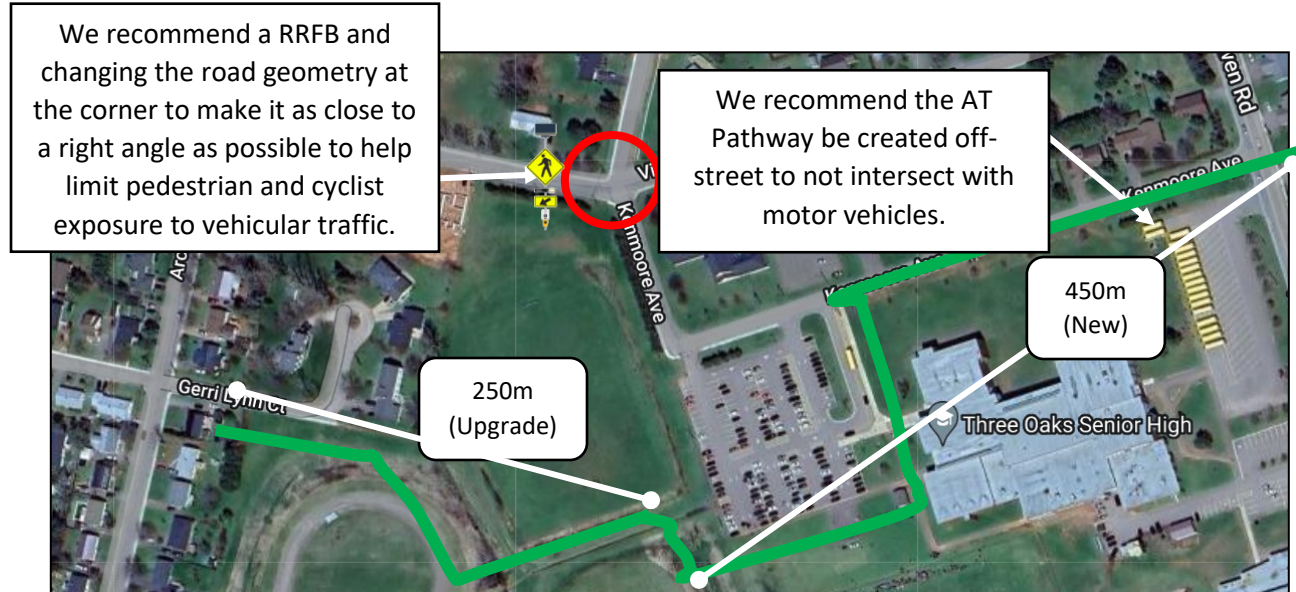 We recommend a RRFB and
changing the road geometry at
the corner to make it as close to
a right angle as possible to help
limit pedestrian and cyclist
exposure to vehicular traffic.
We recommend the AT
Pathway be created off-
street to not intersect with
motor vehicles.
Kenmoore Ave
Kenmoore Ave
450m
(New)
250m
(Upgrade)
Gerri Lynn Ct
Three Oaks Senior High